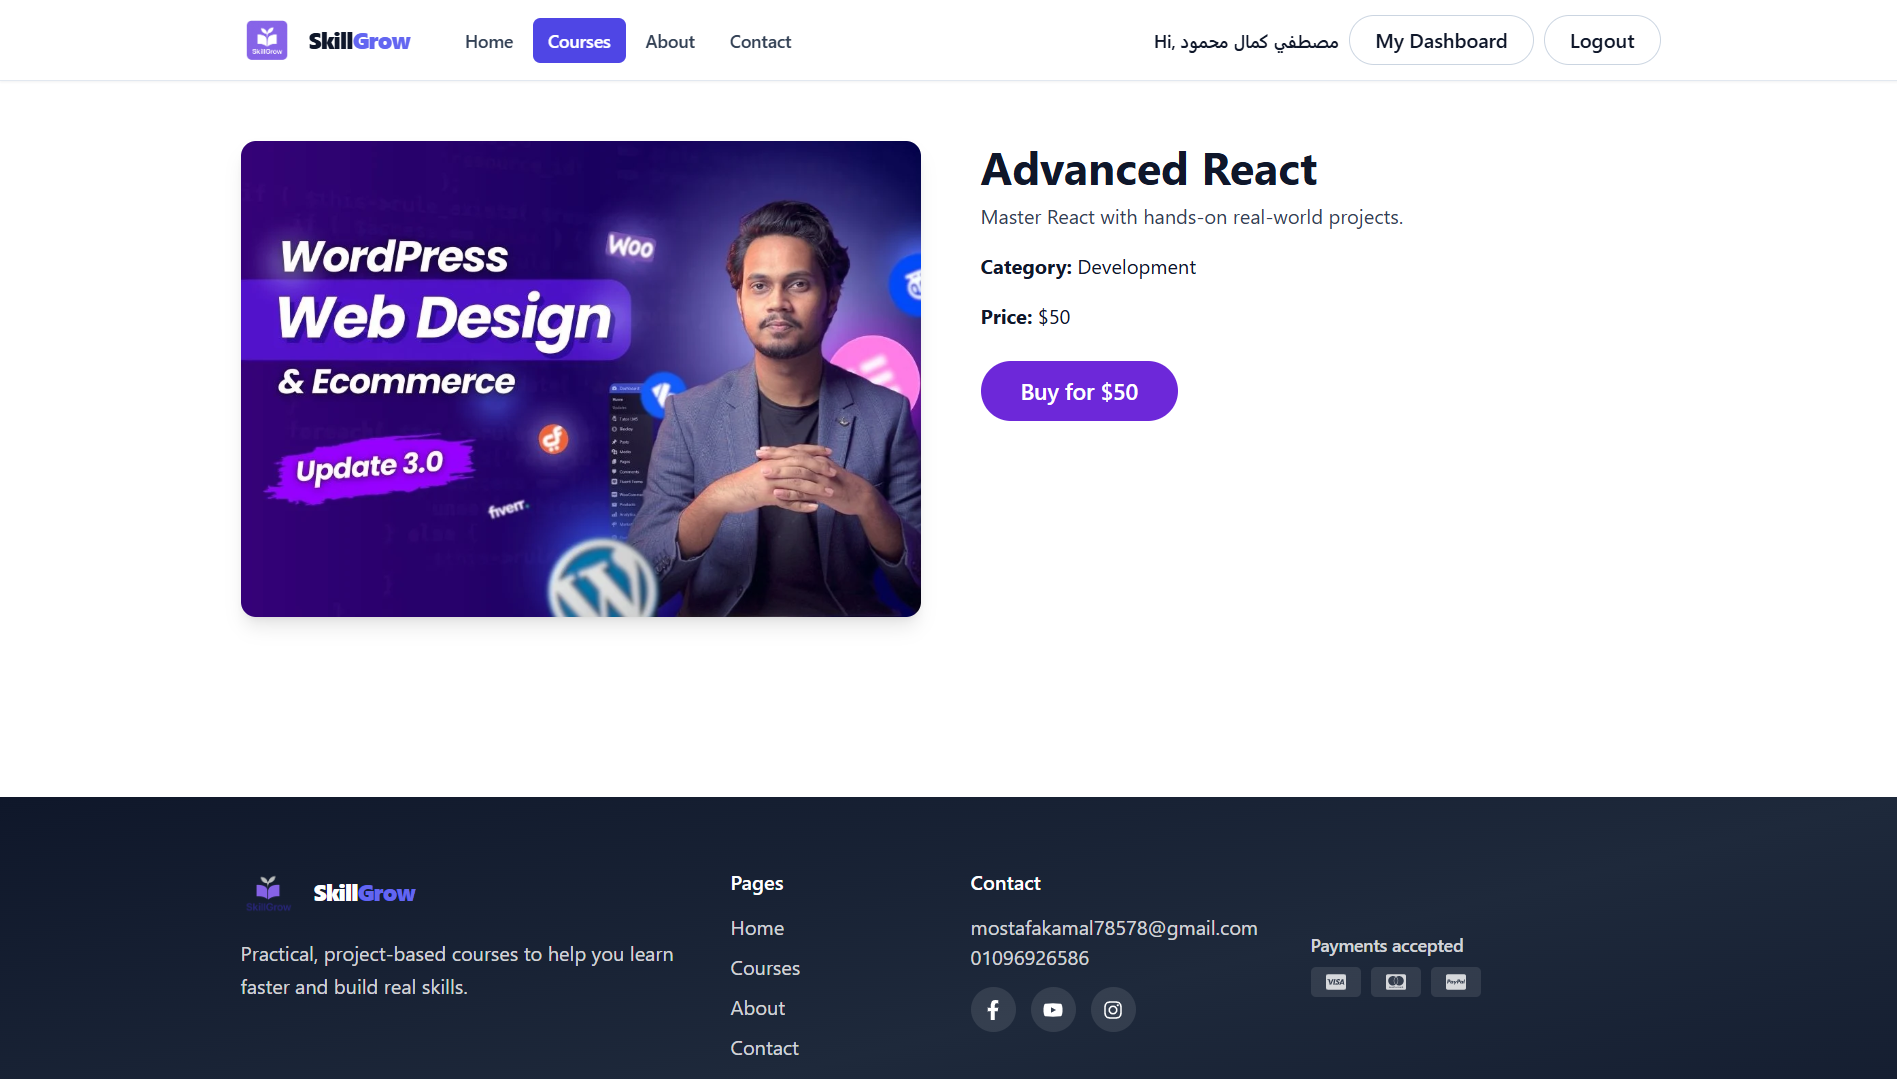 SkillGrow
SkillGrow
Home
Courses
About
Contact
Hi, مصطفي كمال محمود
My Dashboard
Logout
WordPress
Web Design
& Ecommerce
Update 3.0
Woo
fiverr.
Advanced React
Master React with hands-on real-world projects.
Category: Development
Price: $50
Buy for $50
SkillGrow
SkillGrow
Practical, project-based courses to help you learn
faster and build real skills.
Pages
Home
Courses
About
Contact
Contact
mostafakamal78578@gmail.com
01096926586
Payments accepted
VISA
PayPal